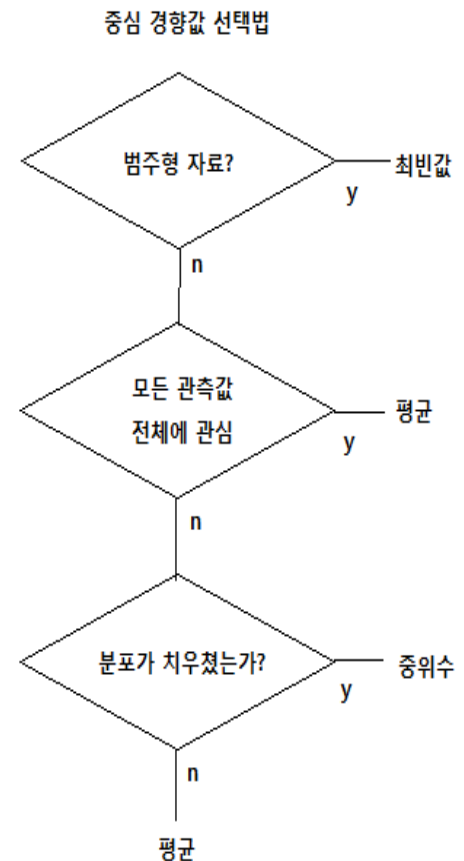 중심 경향값 선택법
범주형 자료?
최빈값
y
n
모든 관측값
전체에 관심
평균
y
n
분포가 치우쳤는가?
중위수
y
n
평균